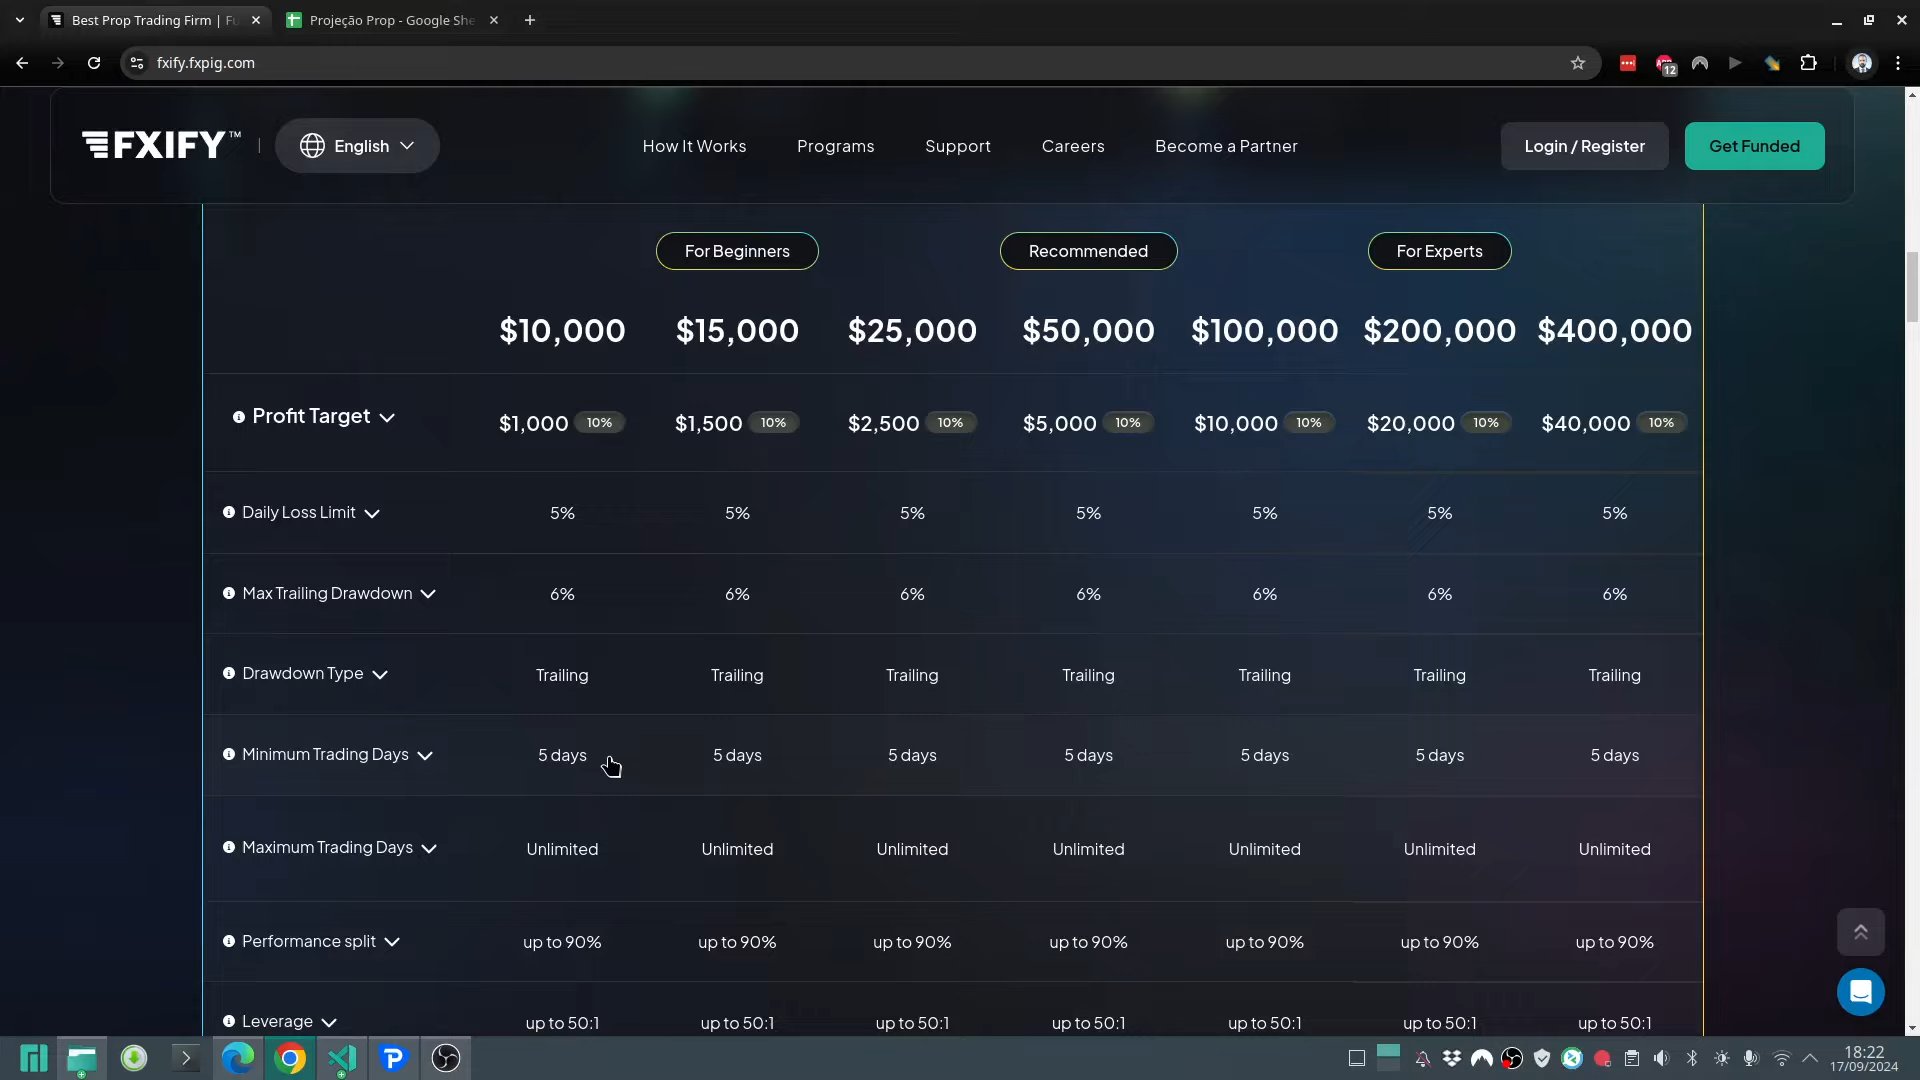 Best Prop Trading Firm | Fu
Projeção Prop - Google She
fxify.fxpig.com
12
FXIFY™
English
How It Works
Programs
Support
Careers
Become a Partner
Login / Register
Get Funded
For Beginners
Recommended
For Experts
$10,000 $15,000 $25,000 $50,000 $100,000 $200,000 $400,000
Profit Target $1,000 10% $1,500 10% $2,500 10% $5,000 10% $10,000 10% $20,000 10% $40,000 10%
Daily Loss Limit 5% 5% 5% 5% 5% 5% 5%
Max Trailing Drawdown 6% 6% 6% 6% 6% 6% 6%
Drawdown Type Trailing Trailing Trailing Trailing Trailing Trailing Trailing
Minimum Trading Days 5 days 5 days 5 days 5 days 5 days 5 days 5 days
Maximum Trading Days Unlimited Unlimited Unlimited Unlimited Unlimited Unlimited Unlimited
Performance split up to 90% up to 90% up to 90% up to 90% up to 90% up to 90% up to 90%
Leverage up to 50:1 up to 50:1 up to 50:1 up to 50:1 up to 50:1 up to 50:1 up to 50:1
18:22
17/09/2024